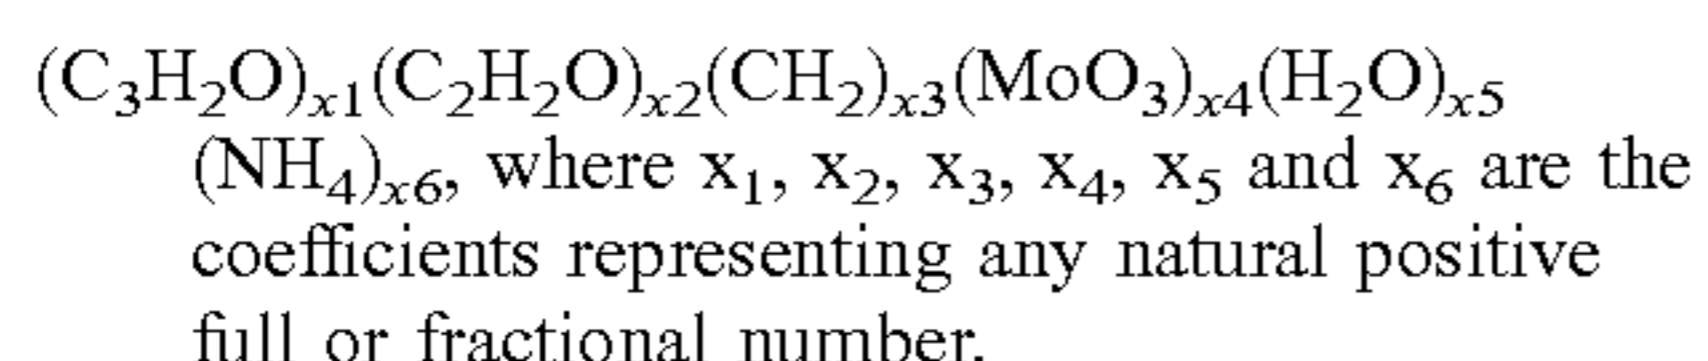 (C₃H₂O)ₓ₁(C₂H₂O)ₓ₂(CH₂)ₓ₃(MoO₃)ₓ₄(H₂O)ₓ₅
(NH₄)ₓ₆, where x₁, x₂, x₃, x₄, x₅ and x₆ are the
coefficients representing any natural positive
full or fractional number.